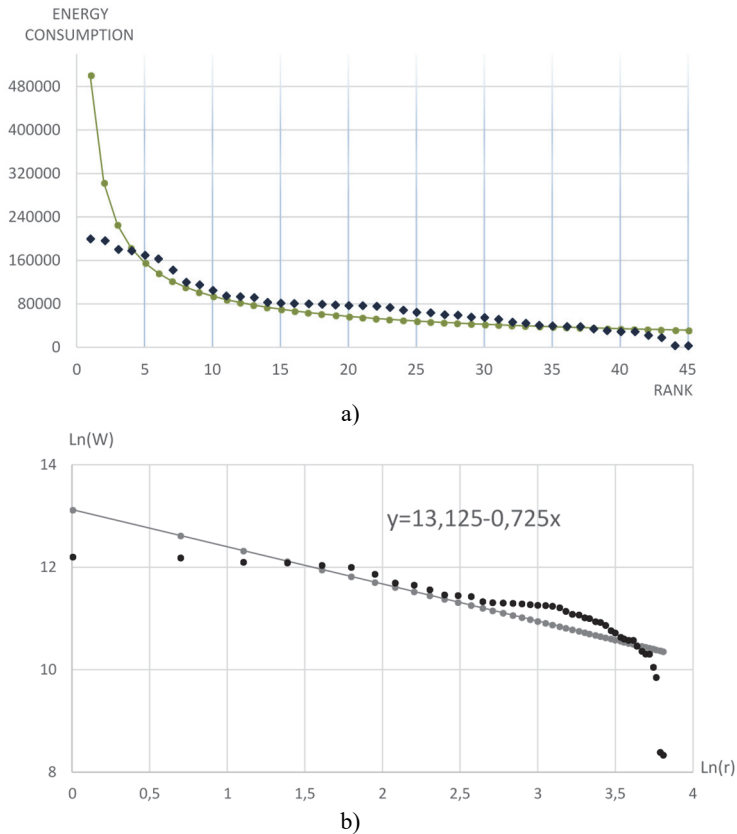 ENERGY
CONSUMPTION
480000
400000
320000
240000
160000
80000
0
0 5 10 15 20 25 30 35 40 45
RANK
a)
Ln(W)
14
y=13,125-0,725x
12
10
8
Ln(r)
0 0,5 1 1,5 2 2,5 3 3,5 4
b)